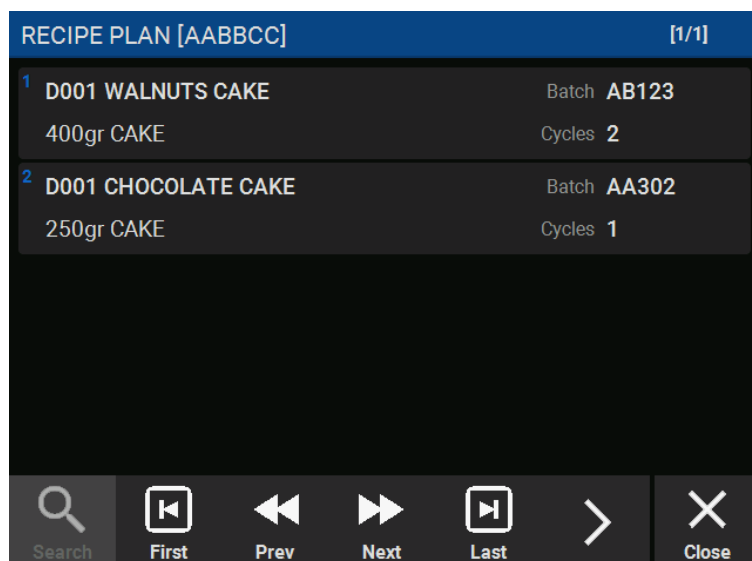 RECIPE PLAN [AABBCC] [1/1]
1 D001 WALNUTS CAKE Batch AB123
400gr CAKE Cycles 2
2 D001 CHOCOLATE CAKE Batch AA302
250gr CAKE Cycles 1
Search First Prev Next Last Close